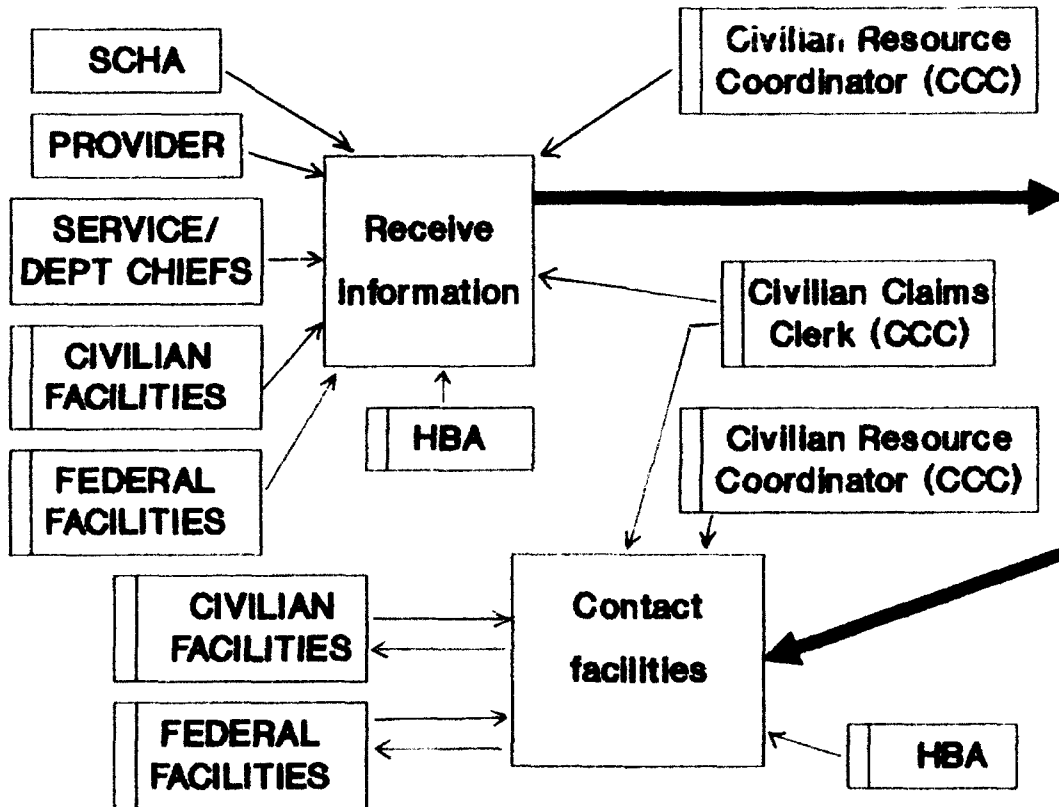 SCHA
PROVIDER
SERVICE/
DEPT CHIEFS
CIVILIAN
FACILITIES
FEDERAL
FACILITIES
Receive
information
HBA
Civilian Resource
Coordinator (CCC)
Civilian Claims
Clerk (CCC)
Civilian Resource
Coordinator (CCC)
CIVILIAN
FACILITIES
FEDERAL
FACILITIES
Contact
facilities
HBA